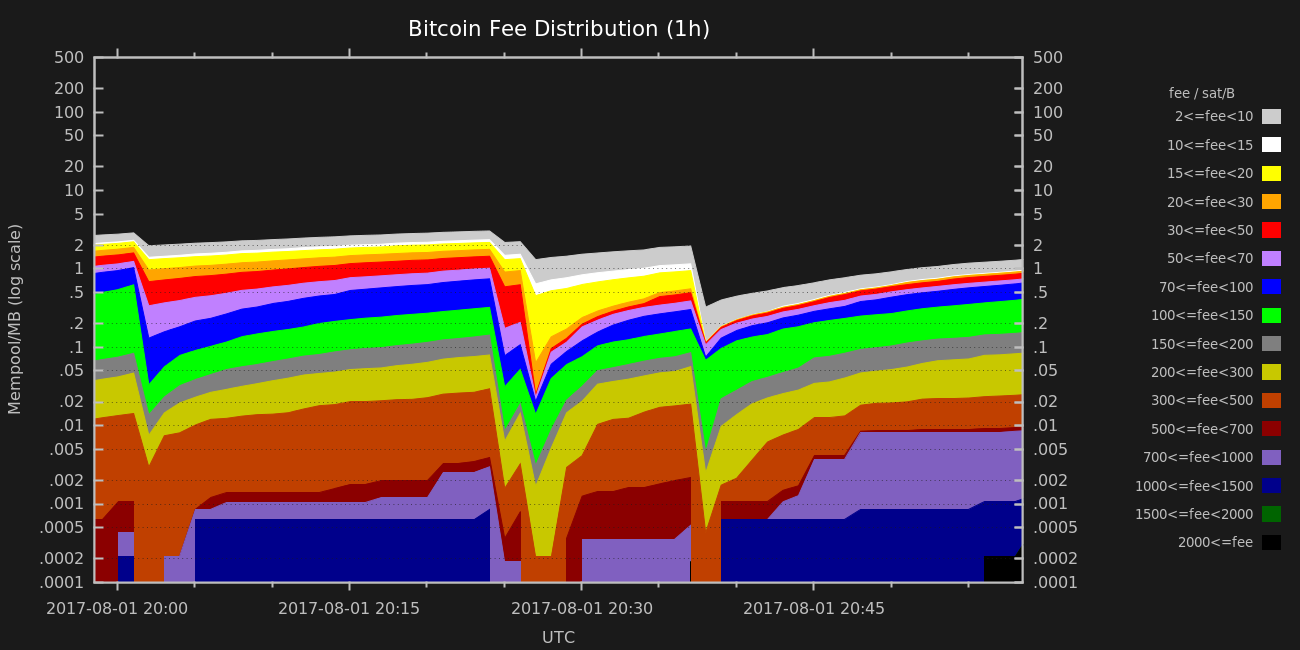 Bitcoin Fee Distribution (1h)
500
200
100
50
20
10
5
2
1
.5
.2
.1
.05
.02
.01
.005
.002
.001
.0005
.0002
.0001
Mempool/MB (log scale)
500
200
100
50
20
10
5
2
1
.5
.2
.1
.05
.02
.01
.005
.002
.001
.0005
.0002
.0001
fee / sat/B
2<=fee<10
10<=fee<15
15<=fee<20
20<=fee<30
30<=fee<50
50<=fee<70
70<=fee<100
100<=fee<150
150<=fee<200
200<=fee<300
300<=fee<500
500<=fee<700
700<=fee<1000
1000<=fee<1500
1500<=fee<2000
2000<=fee
2017-08-01 20:00 2017-08-01 20:15 2017-08-01 20:30 2017-08-01 20:45
UTC